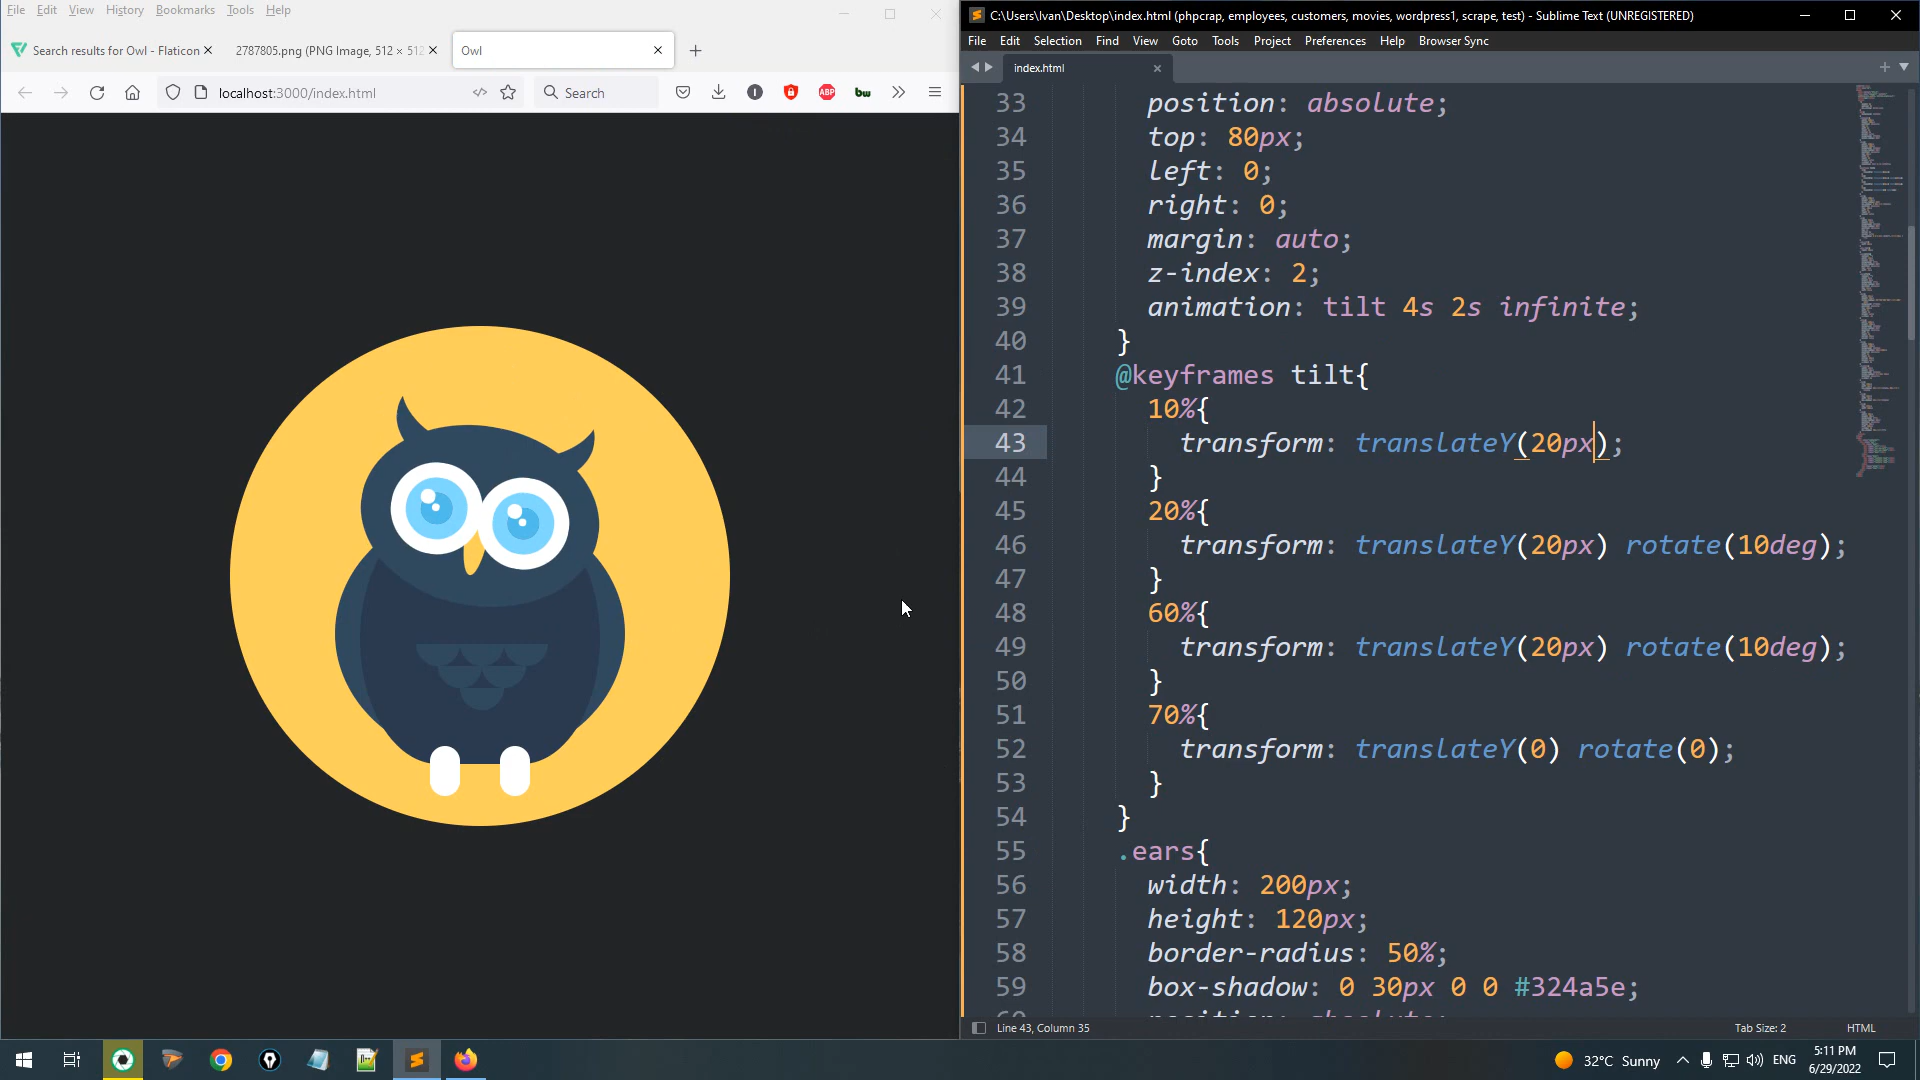 File Edit View History Bookmarks Tools Help
Search results for Owl - Flaticon
2787805.png (PNG Image, 512 × 512
Owl
localhost:3000/index.html
Search
ABP
bw
C:\Users\Ivan\Desktop\index.html (phpcrap, employees, customers, movies, wordpress1, scrape, test) - Sublime Text (UNREGISTERED)
File Edit Selection Find View Goto Tools Project Preferences Help Browser Sync
index.html
33 position: absolute;
34 top: 80px;
35 left: 0;
36 right: 0;
37 margin: auto;
38 z-index: 2;
39 animation: tilt 4s 2s infinite;
40 }
41 @keyframes tilt{
42 10%{
43 transform: translateY(20px);
44 }
45 20%{
46 transform: translateY(20px) rotate(10deg);
47 }
48 60%{
49 transform: translateY(20px) rotate(10deg);
50 }
51 70%{
52 transform: translateY(0) rotate(0);
53 }
54 }
55 .ears{
56 width: 200px;
57 height: 120px;
58 border-radius: 50%;
59 box-shadow: 0 30px 0 0 #324a5e;
60 position: absolute;
Line 43, Column 35
Tab Size: 2
HTML
32°C Sunny
ENG
5:11 PM
6/29/2022